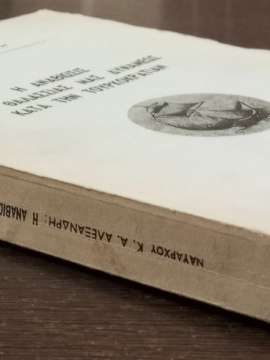 Η ΑΝΑΒΙΩΣΙΣ
ΘΑΛΑΣΣΙΑΣ ΜΑΣ ΔΥΝΑΜΕΩΣ
ΚΑΤΑ ΤΗΝ ΤΟΥΡΚΟΚΡΑΤΙΑΝ
ΝΑΥΑΡΧΟΥ Κ. Α. ΑΛΕΞΑΝΔΡΗ: Η ΑΝΑΒΙΩ